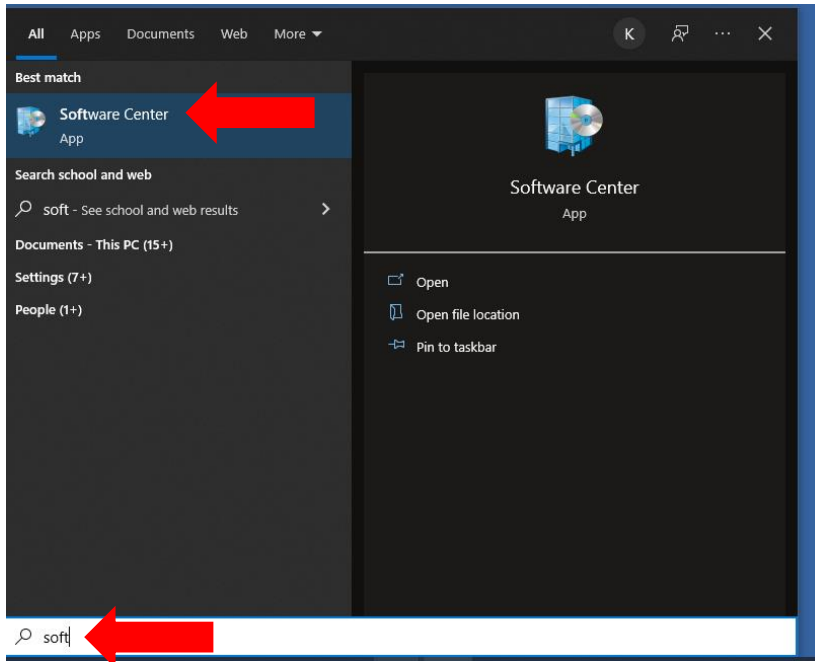 All Apps Documents Web More K ...
Best match
Software Center
App
Search school and web
soft - See school and web results
Documents - This PC (15+)
Settings (7+)
People (1+)
Software Center
App
Open
Open file location
Pin to taskbar
soft